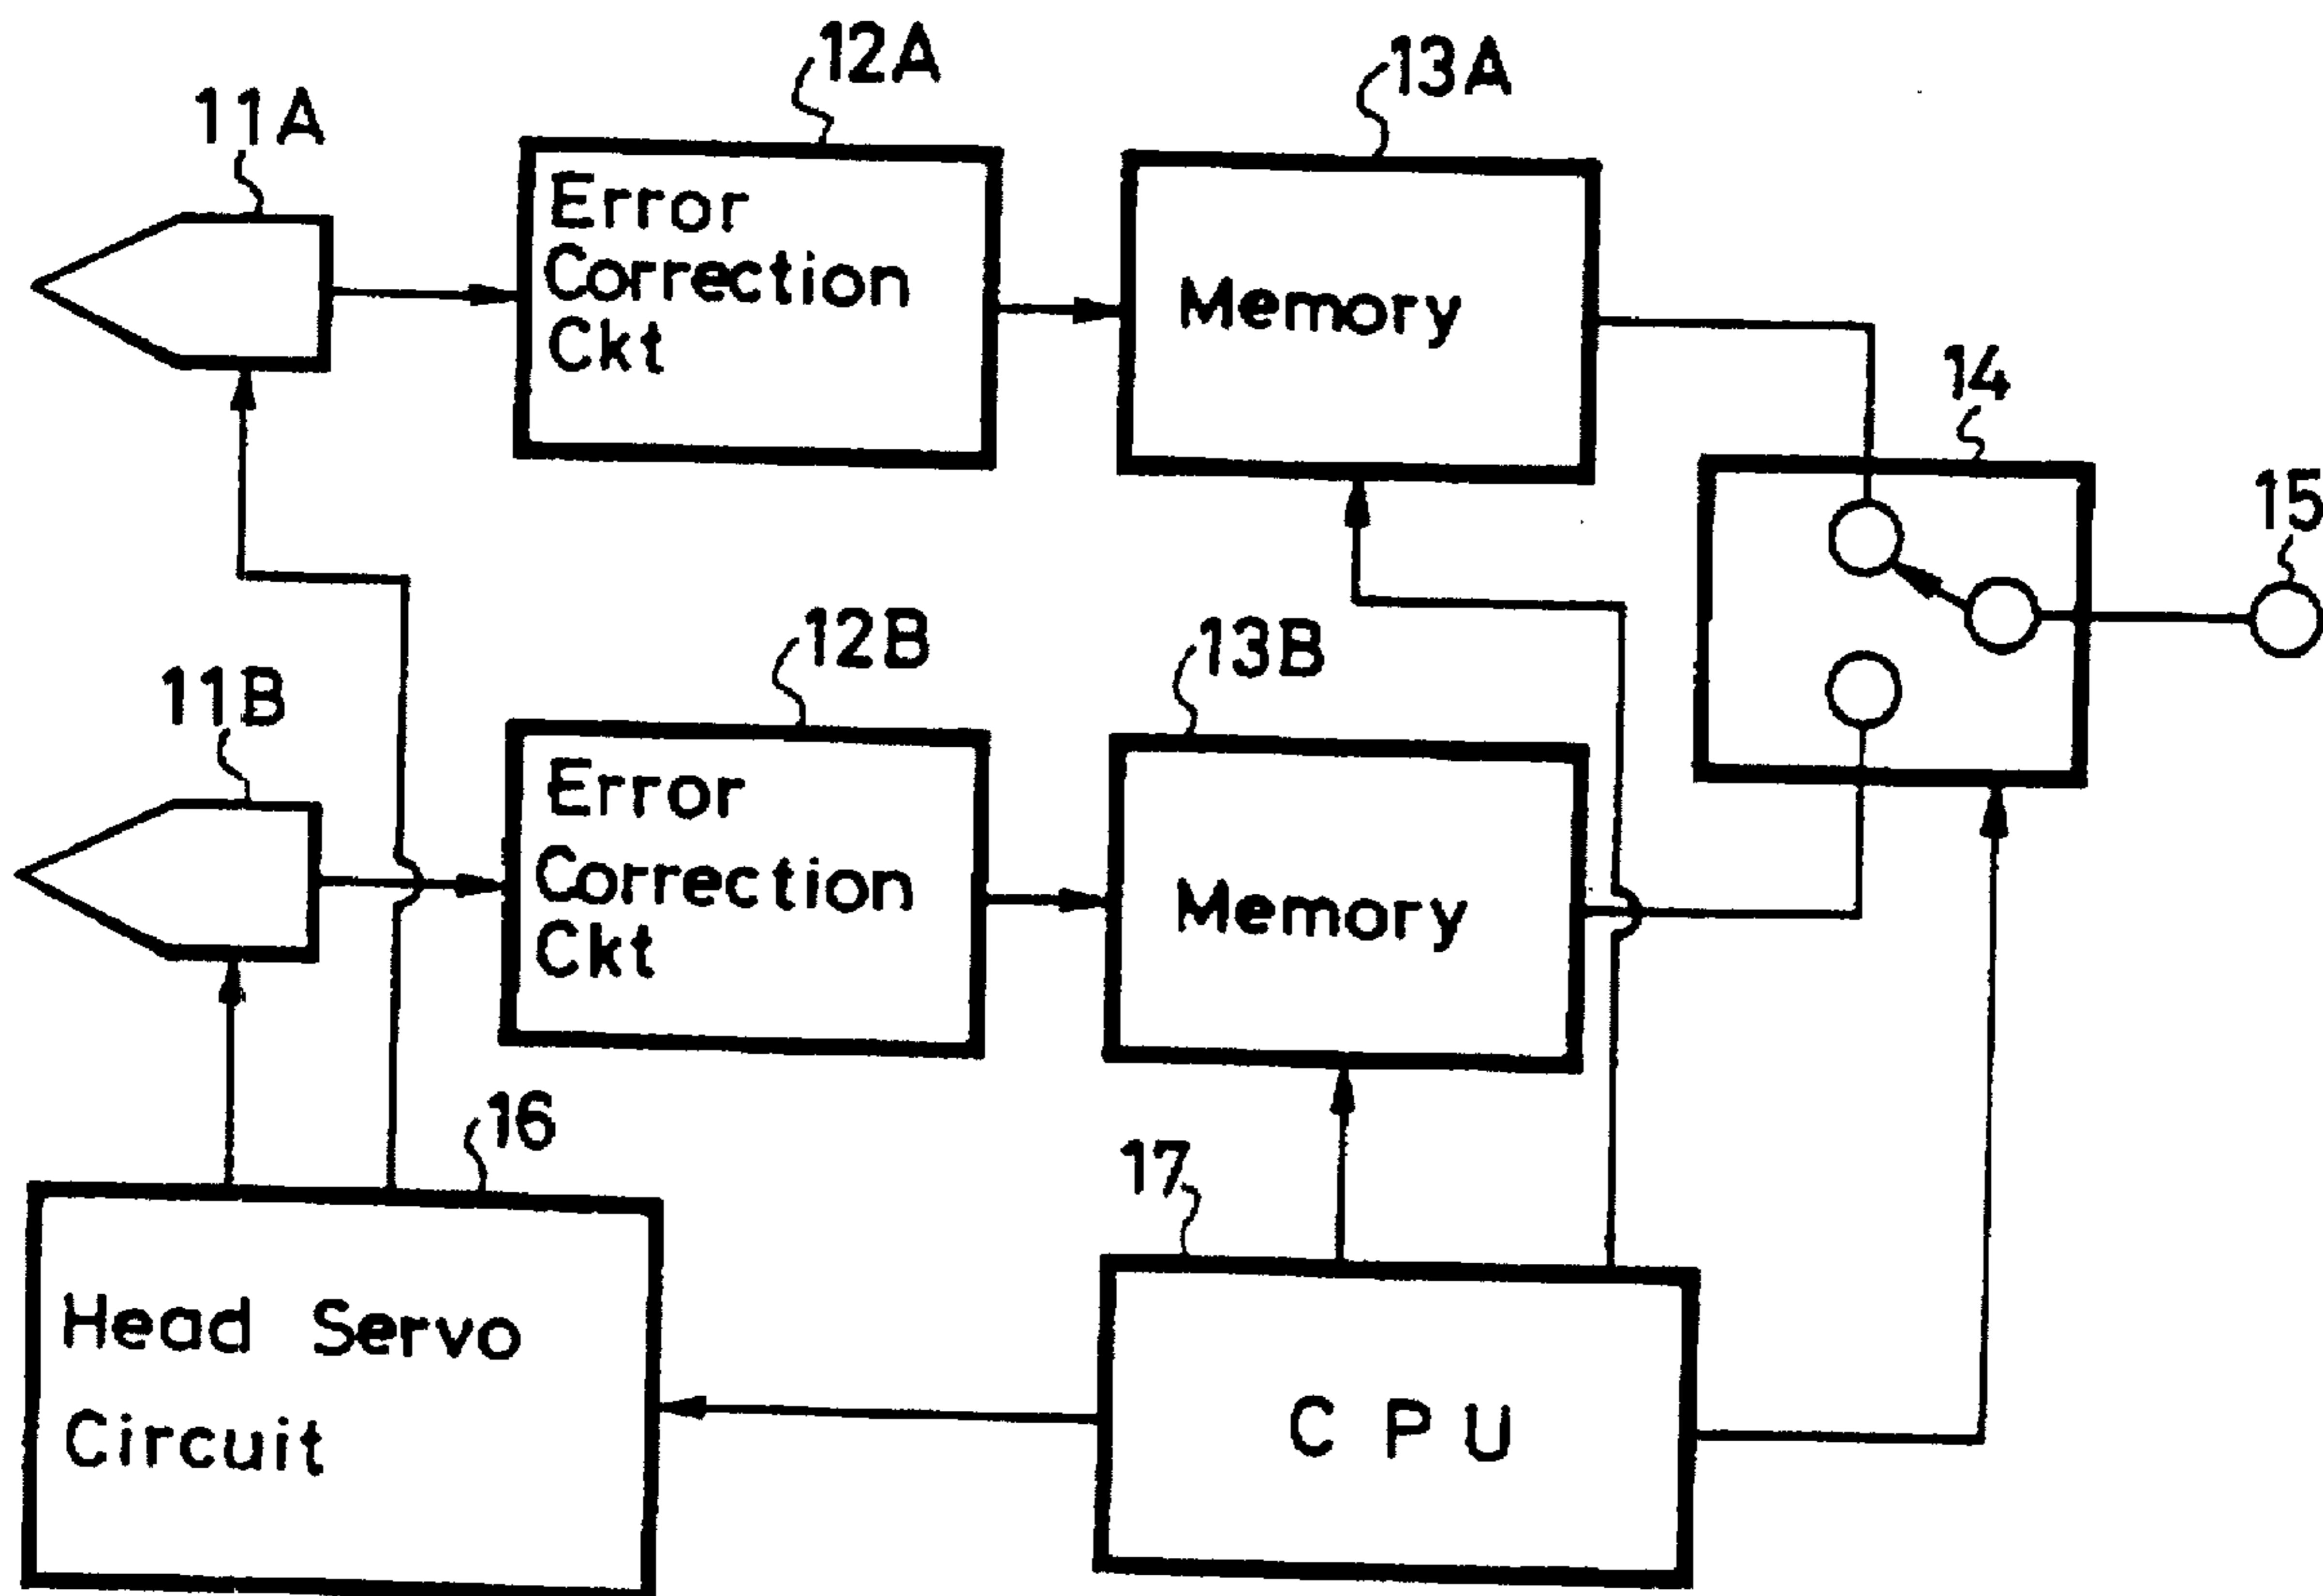 12A
13A
11A
Error
Correction
Ckt
Memory
14
15
12B
13B
11B
Error
Correction
Ckt
Memory
16
17
Head Servo
Circuit
C P U